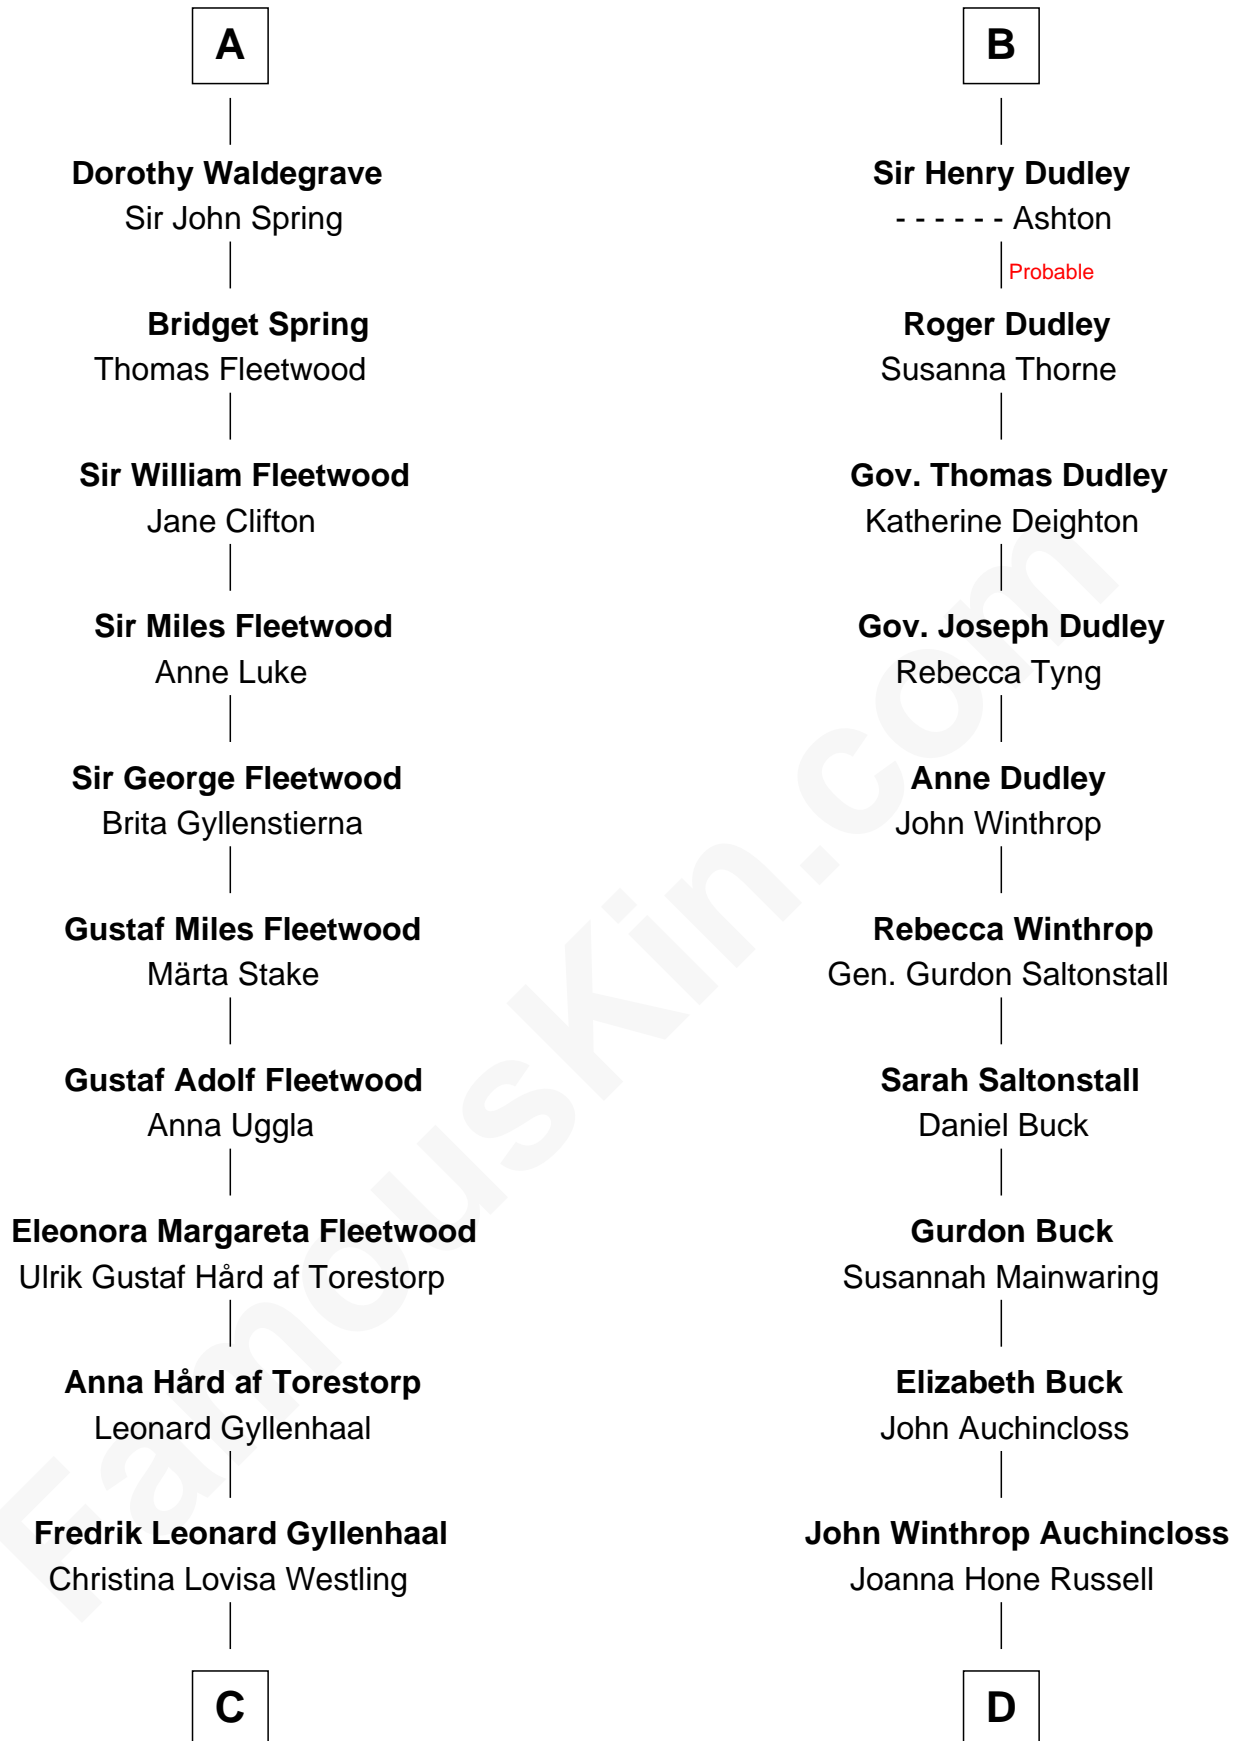 A
Dorothy Waldegrave
Sir John Spring
Bridget Spring
Thomas Fleetwood
Sir William Fleetwood
Jane Clifton
Sir Miles Fleetwood
Anne Luke
Sir George Fleetwood
Brita Gyllenstierna
Gustaf Miles Fleetwood
Märta Stake
Gustaf Adolf Fleetwood
Anna Uggla
Eleonora Margareta Fleetwood
Ulrik Gustaf Hård af Torestorp
Anna Hård af Torestorp
Leonard Gyllenhaal
Fredrik Leonard Gyllenhaal
Christina Lovisa Westling
C
B
Sir Henry Dudley
- - - - - - Ashton
Probable
Roger Dudley
Susanna Thorne
Gov. Thomas Dudley
Katherine Deighton
Gov. Joseph Dudley
Rebecca Tyng
Anne Dudley
John Winthrop
Rebecca Winthrop
Gen. Gurdon Saltonstall
Sarah Saltonstall
Daniel Buck
Gurdon Buck
Susannah Mainwaring
Elizabeth Buck
John Auchincloss
John Winthrop Auchincloss
Joanna Hone Russell
D
FamousKin.com